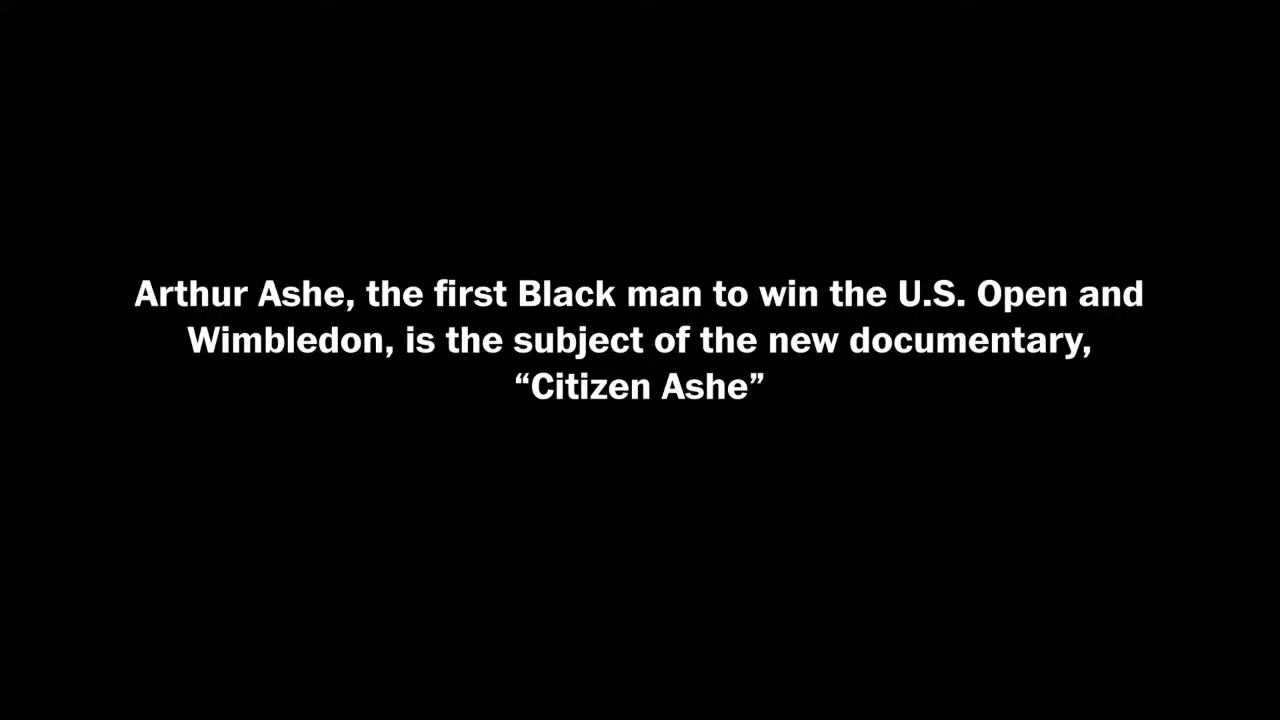 Arthur Ashe, the first Black man to win the U.S. Open and
Wimbledon, is the subject of the new documentary,
“Citizen Ashe”